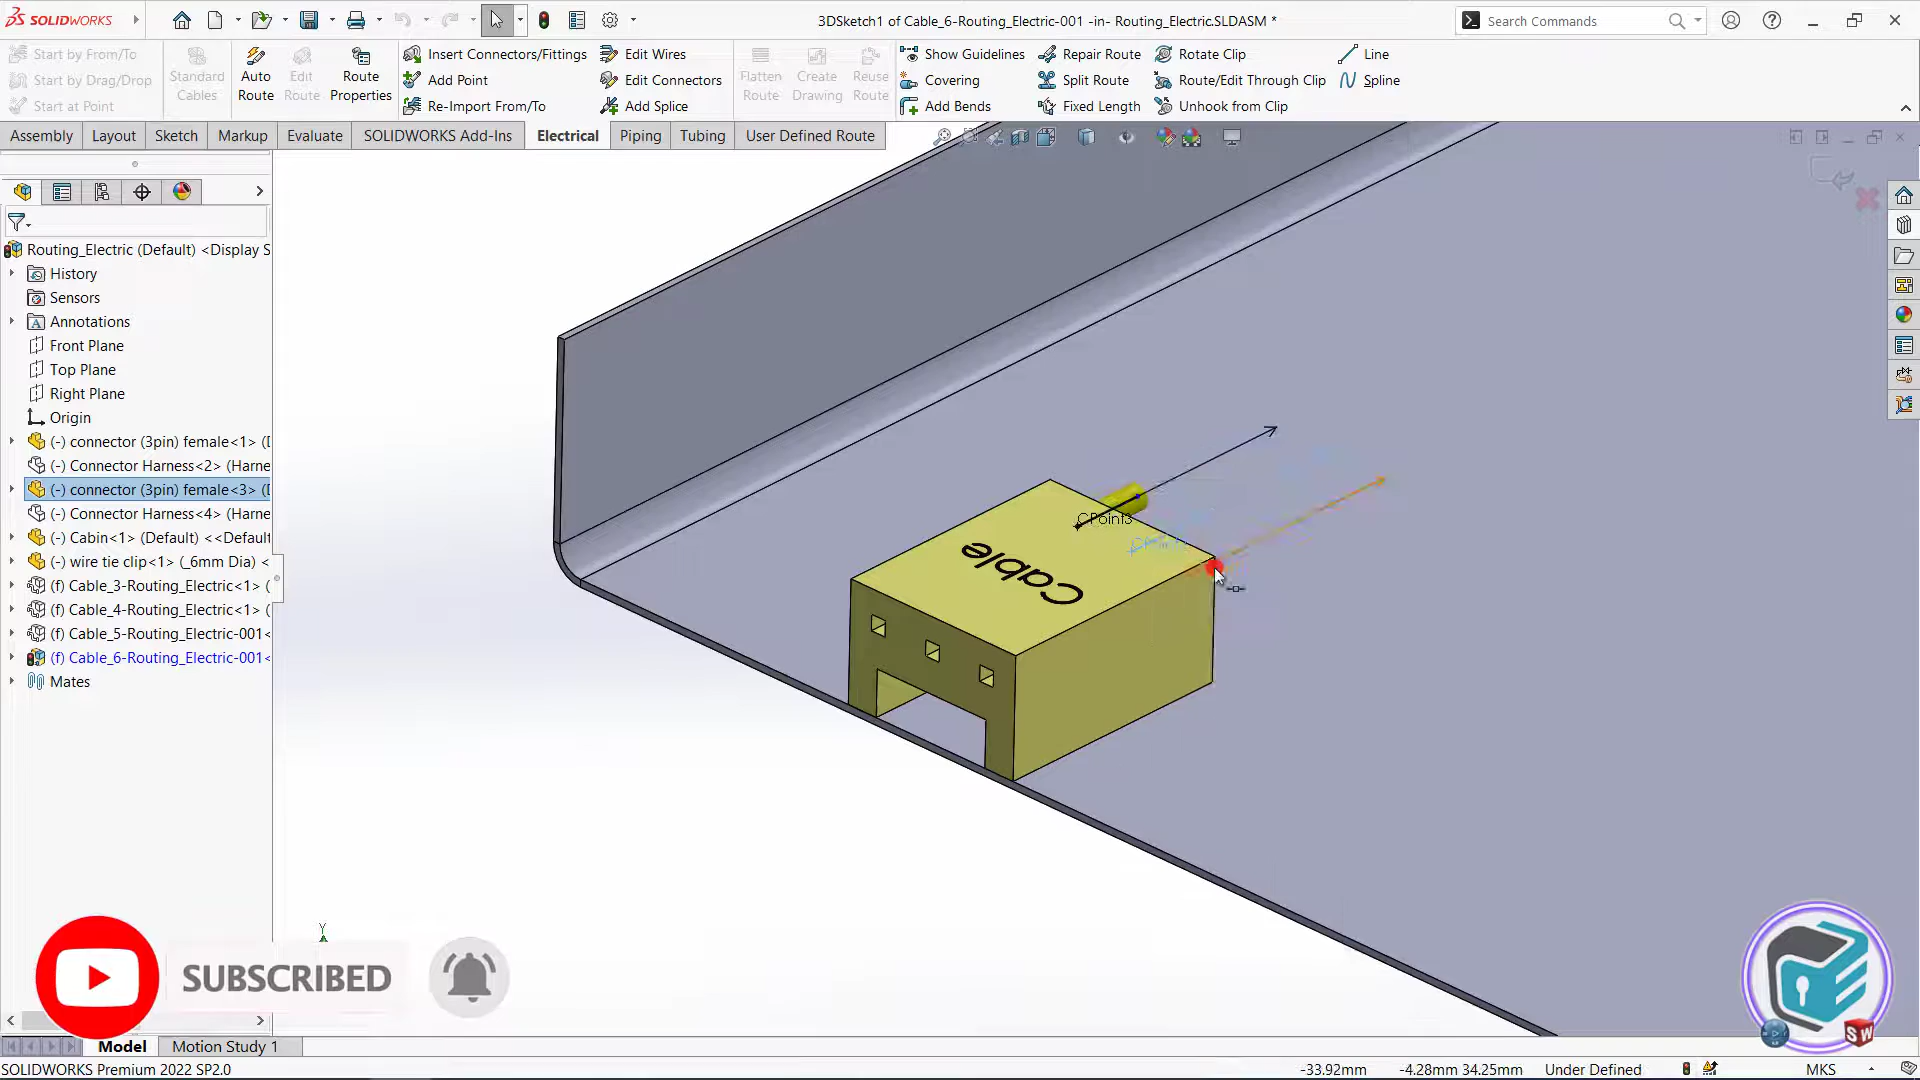 SOLIDWORKS
3DSketch1 of Cable_6-Routing_Electric-001 -in- Routing_Electric.SLDASM *
Search Commands
Start by From/To
Start by Drag/Drop
Start at Point
Standard Cables
Auto Route
Edit Route
Route Properties
Insert Connectors/Fittings
Add Point
Re-Import From/To
Edit Wires
Edit Connectors
Add Splice
Flatten Route
Create Drawing
Reuse Route
Show Guidelines
Covering
Add Bends
Repair Route
Split Route
Fixed Length
Rotate Clip
Route/Edit Through Clip
Unhook from Clip
Line
Spline
Assembly
Layout
Sketch
Markup
Evaluate
SOLIDWORKS Add-Ins
Electrical
Piping
Tubing
User Defined Route
Routing_Electric (Default) <Display S
History
Sensors
Annotations
Front Plane
Top Plane
Right Plane
Origin
(-) connector (3pin) female<1> (D
(-) Connector Harness<2> (Harne
(-) connector (3pin) female<3> (D
(-) Connector Harness<4> (Harne
(-) Cabin<1> (Default) <<Default
(-) wire tie clip<1> (_6mm Dia) <
(f) Cable_3-Routing_Electric<1> (
(f) Cable_4-Routing_Electric<1> (
(f) Cable_5-Routing_Electric-001<
(f) Cable_6-Routing_Electric-001<
Mates
CPoint3
Cable
Y
SUBSCRIBED
SW
Model
Motion Study 1
SOLIDWORKS Premium 2022 SP2.0
-33.92mm
-4.28mm 34.25mm
Under Defined
MKS